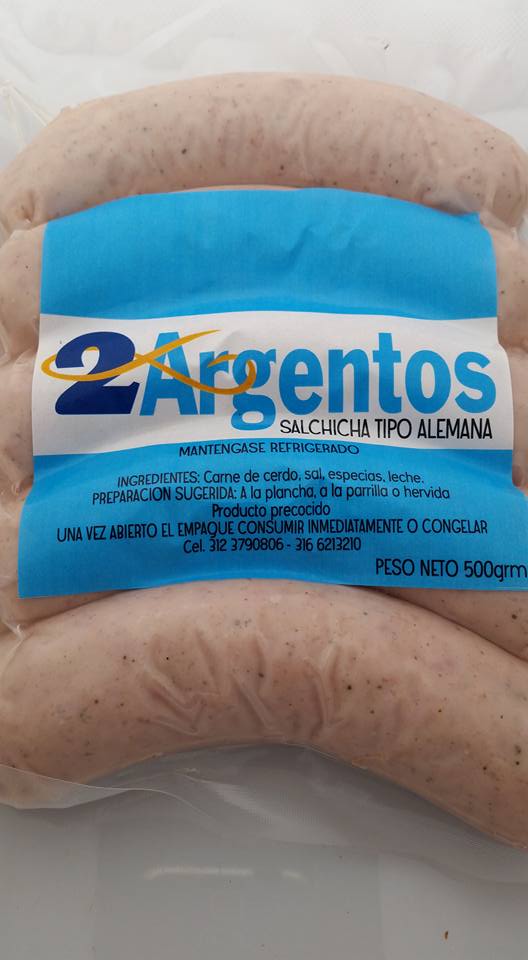 2Argentos
SALCHICHA TIPO ALEMANA
MANTENGASE REFRIGERADO
INGREDIENTES: Carne de cerdo, sal, especias, leche.
PREPARACION SUGERIDA: A la plancha, a la parrilla o hervida
Producto precocido
UNA VEZ ABIERTO EL EMPAQUE CONSUMIR INMEDIATAMENTE O CONGELAR
Cel. 312 3790806 - 316 6213210
PESO NETO 500grm